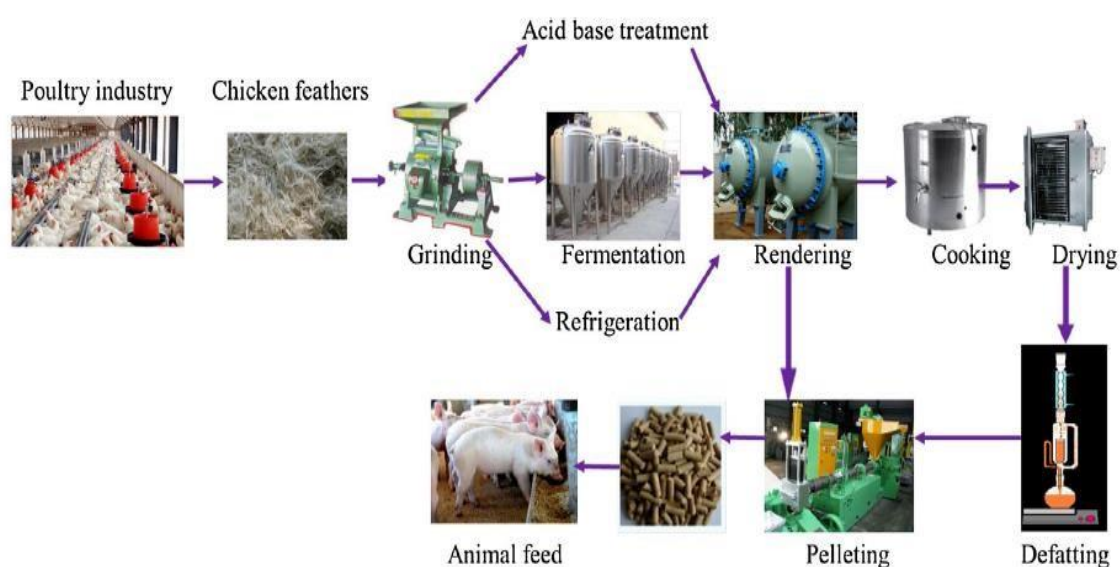 Acid base treatment
Poultry industry
Chicken feathers
Grinding
Fermentation
Rendering
Cooking
Drying
Refrigeration
Animal feed
Pelleting
Defatting